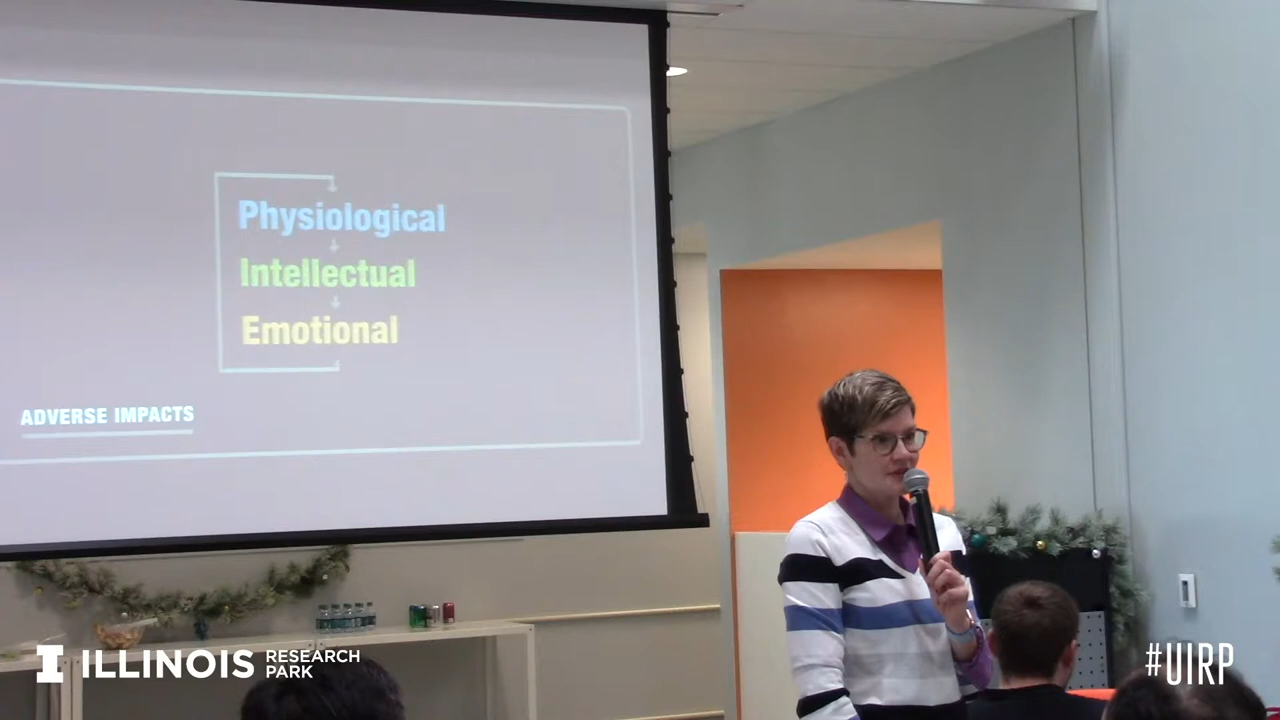 Physiological
Intellectual
Emotional
ADVERSE IMPACTS
ILLINOIS RESEARCH PARK
#UIRP